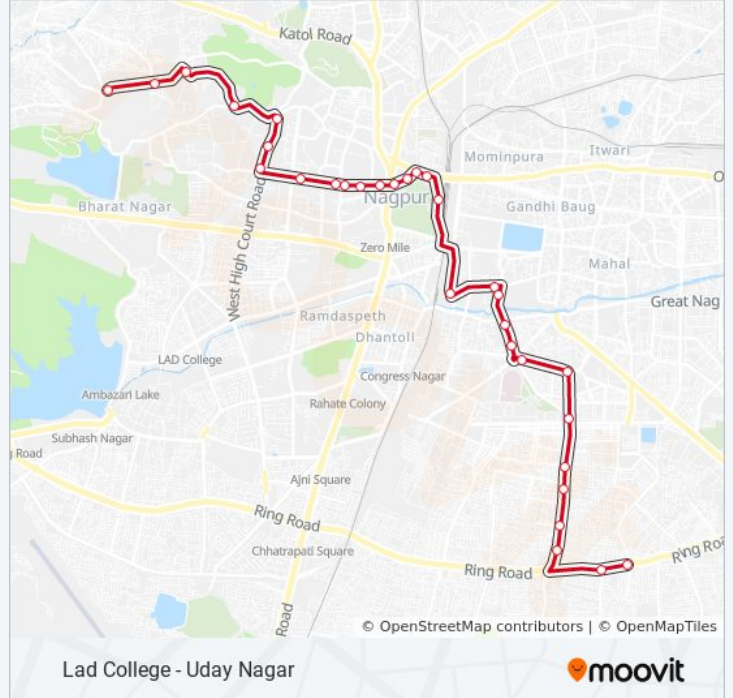 Katol Road
Mominpura
Itwari
O
Nagpur
Bharat Nagar
Gandhi Baug
West High Court Road
Zero Mile
Mahal
Great Nag
Ramdaspeth
Dhantoli
LAD College
Congress Nagar
Ambazari Lake
Rahate Colony
Subhash Nagar
Road
Ajni Square
Ring Road
Chhatrapati Square
Ring Road
Ring Roa
Road
© OpenStreetMap contributors | © OpenMapTiles
Lad College - Uday Nagar
moovit